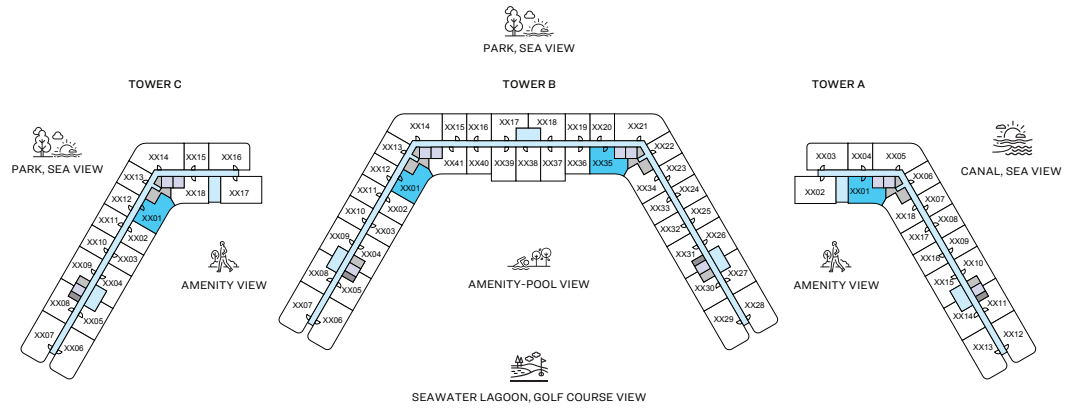 PARK, SEA VIEW
TOWER C
TOWER B
TOWER A
PARK, SEA VIEW
CANAL, SEA VIEW
XX14
XX15
XX16
XX13
XX12
XX11
XX10
XX09
XX08
XX07
XX18
XX17
XX01
XX02
XX03
XX04
XX05
XX06
AMENITY VIEW
XX14
XX15
XX16
XX17
XX18
XX19
XX20
XX21
XX13
XX12
XX11
XX10
XX09
XX08
XX07
XX41
XX40
XX39
XX38
XX37
XX36
XX35
XX01
XX02
XX03
XX04
XX05
XX06
XX22
XX23
XX24
XX25
XX26
XX27
XX28
XX34
XX33
XX32
XX31
XX30
XX29
AMENITY-POOL VIEW
XX03
XX04
XX05
XX02
XX01
XX06
XX07
XX08
XX09
XX10
XX11
XX12
XX18
XX17
XX16
XX15
XX14
XX13
AMENITY VIEW
SEAWATER LAGOON, GOLF COURSE VIEW